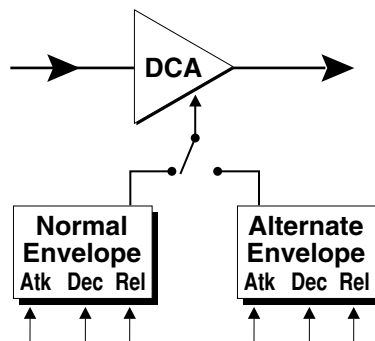 DCA
Normal
Envelope
Atk Dec Rel
Alternate
Envelope
Atk Dec Rel